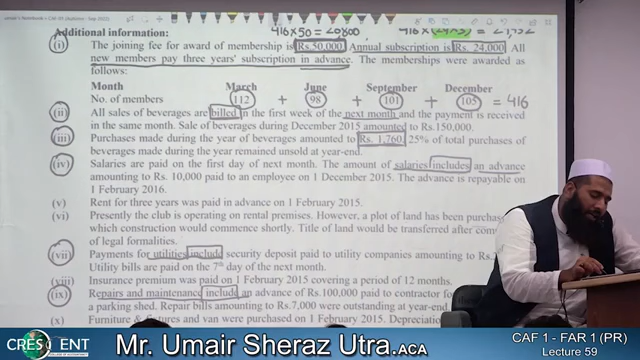 Additional information:
416×50 = 20800
(i) The joining fee for award of membership is Rs. 50,000. Annual subscription is Rs. 24,000. All
new members pay three years' subscription in advance. The memberships were awarded as
follows:
Month March June September December
No. of members 112 + 98 + 101 + 105 = 416
(ii) All sales of beverages are billed in the first week of the next month and the payment is received
in the same month. Sale of beverages during December 2015 amounted to Rs.150,000.
(iii) Purchases made during the year of beverages amounted to Rs. 1,760. 25% of total purchases
of beverages made during the year remained unsold at year-end.
(iv) Salaries are paid on the first day of next month. The amount of salaries includes an advance
amounting to Rs. 10,000 paid to an employee on 1 December 2015. The advance is repayable on
1 February 2016.
(v) Rent for three years was paid in advance on 1 February 2015.
(vi) Presently the club is operating on rental premises. However, a plot of land has been
which construction would commence shortly. Title of land would be transferred after
of legal formalities.
(vii) Payments for utilities include security deposit paid to utility companies amounting to
Utility bills are paid on the 7th day of the next month.
(viii) Insurance premium was paid on 1 February 2015 covering a period of 12 months.
(ix) Repairs and maintenance include an advance of Rs.100,000 paid to contractor for
a parking shed. Repair bills amounting to Rs.7,000 were outstanding at year-end
(x) Furniture & and van were purchased on 1 February 2015.
CRESCENT
Mr. Umair Sheraz Utra.ACA
CAF 1 - FAR 1 (PR)
Lecture 59